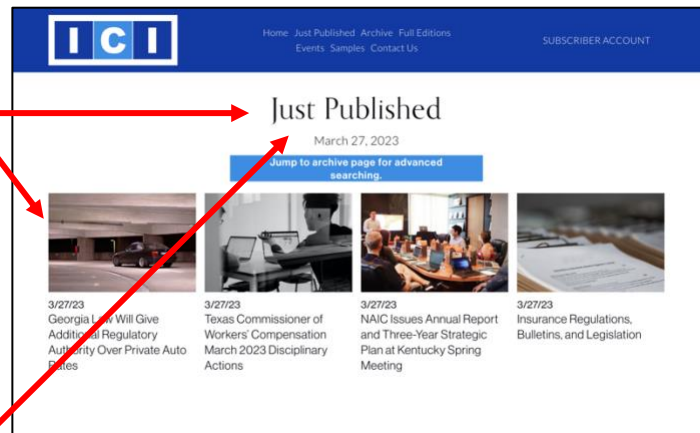 ICI
Home Just Published Archive Full Editions
Events Samples Contact Us
SUBSCRIBER ACCOUNT
Just Published
March 27, 2023
Jump to archive page for advanced
searching.
3/27/23
Georgia Law Will Give
Additional Regulatory
Authority Over Private Auto
Rates
3/27/23
Texas Commissioner of
Workers' Compensation
March 2023 Disciplinary
Actions
3/27/23
NAIC Issues Annual Report
and Three-Year Strategic
Plan at Kentucky Spring
Meeting
3/27/23
Insurance Regulations,
Bulletins, and Legislation